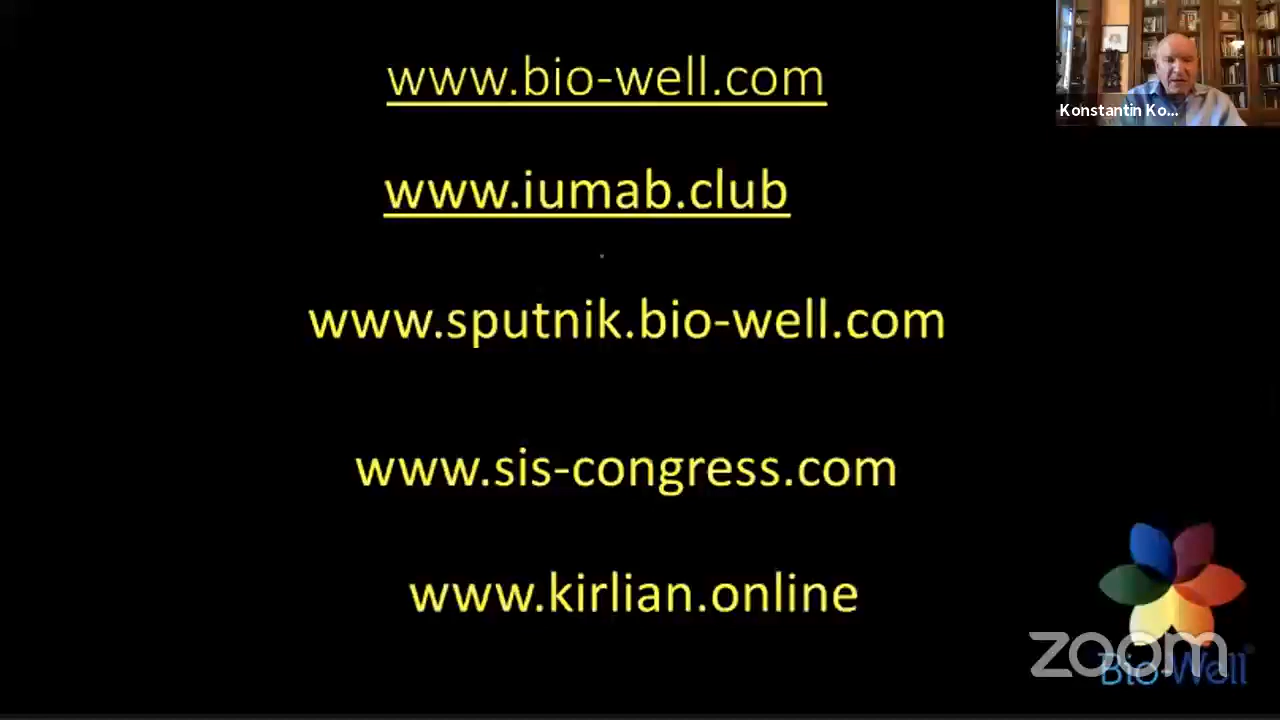 www.bio-well.com
Konstantin Ko...
www.iumab.club
www.sputnik.bio-well.com
www.sis-congress.com
www.kirlian.online
zoom
Bio-Well